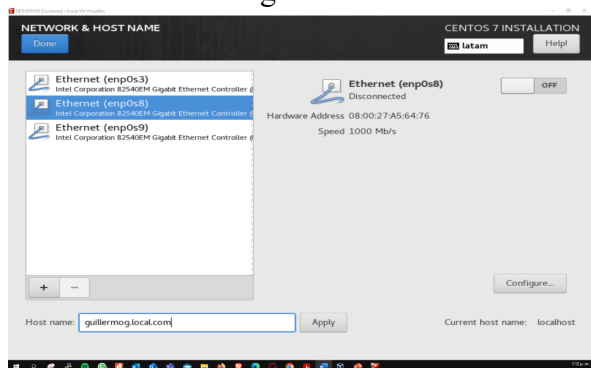 NETWORK & HOST NAME
CENTOS 7 INSTALLATION
Done
latam
Help!
Ethernet (enp0s3)
Intel Corporation 82540EM Gigabit Ethernet Controller (
Ethernet (enp0s8)
Intel Corporation 82540EM Gigabit Ethernet Controller (
Ethernet (enp0s9)
Intel Corporation 82540EM Gigabit Ethernet Controller (
Ethernet (enp0s8)
Disconnected
OFF
Hardware Address 08:00:27:A5:64:76
Speed 1000 Mb/s
+ −
Configure...
Host name: guillermog.local.com
Apply
Current host name: localhost